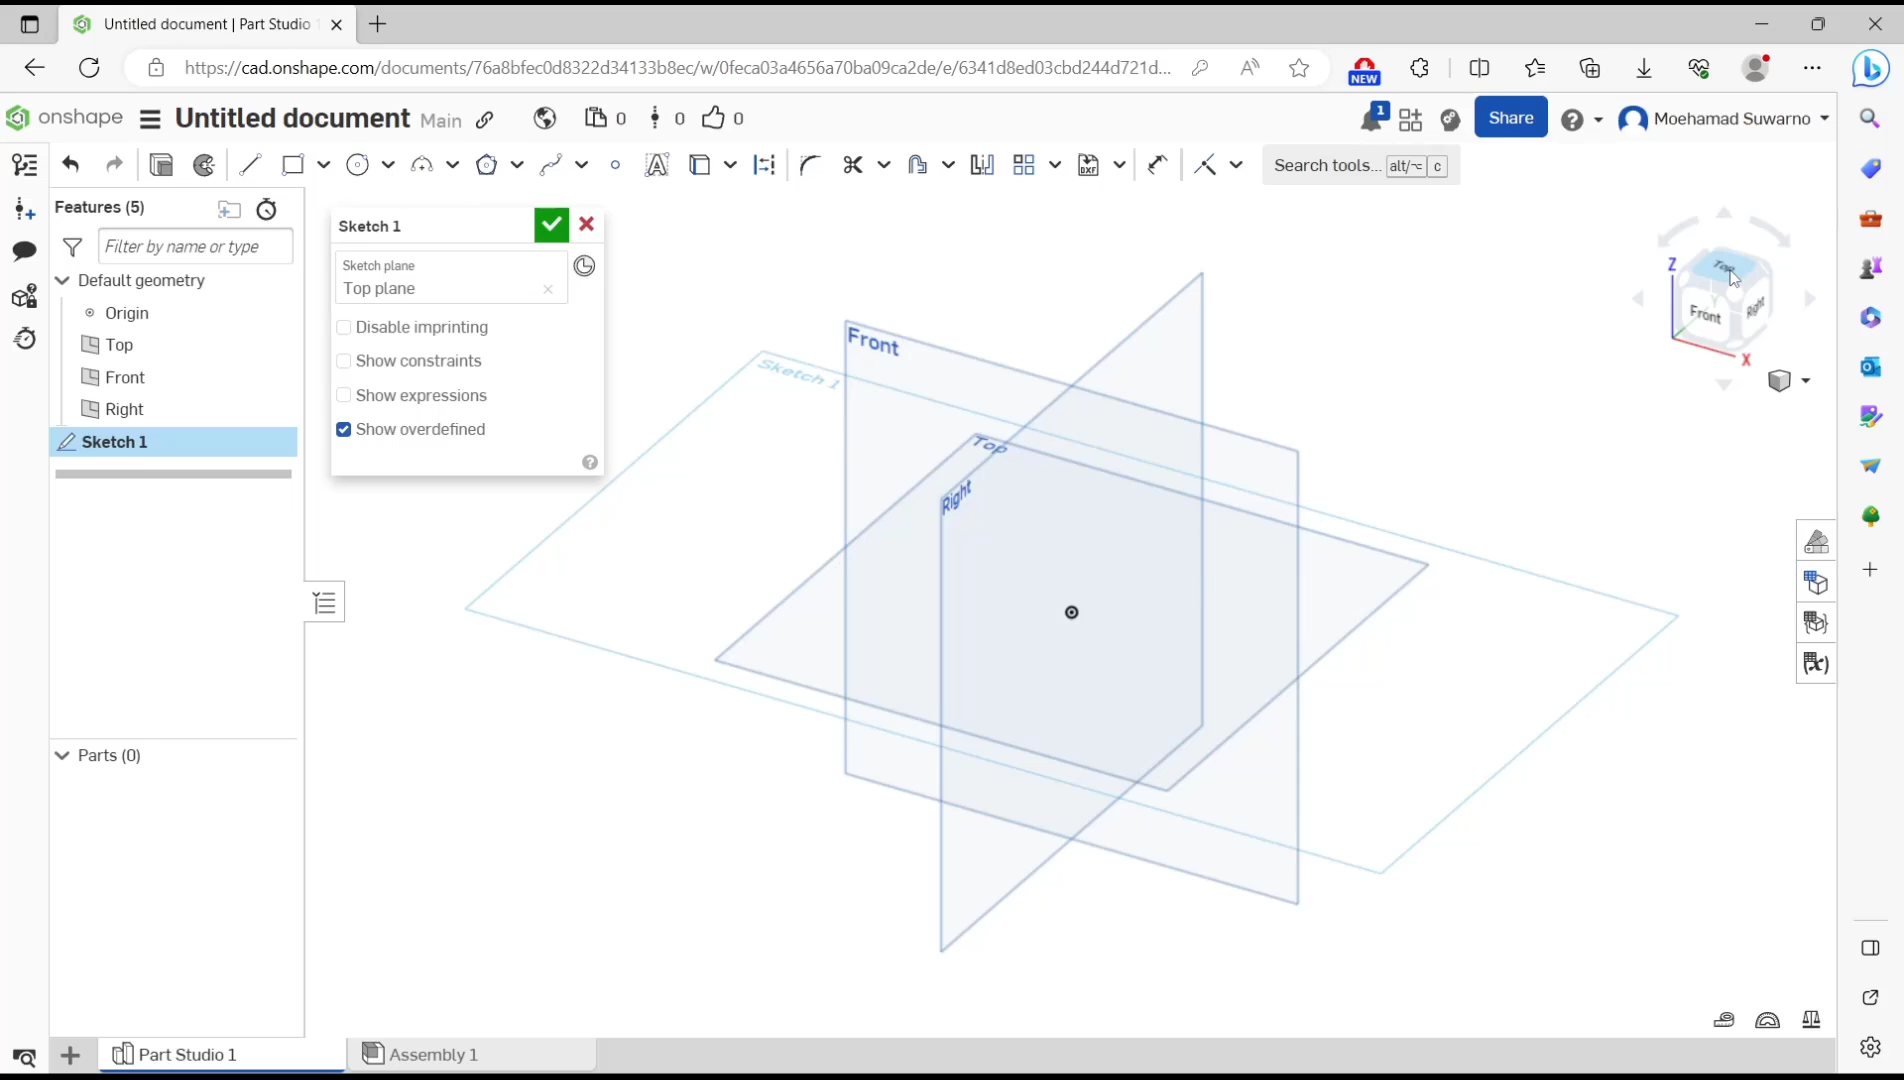 Untitled document | Part Studio
https://cad.onshape.com/documents/76a8bfec0d8322d34133b8ec/w/0feca03a4656a70ba09ca2de/e/6341d8ed03cbd244d721d...
NEW
onshape Untitled document Main 0 0 0
1 Share Moehamad Suwarno
DXF
Search tools... alt/⌥ c
Features (5)
Filter by name or type
Default geometry
Origin
Top
Front
Right
Sketch 1
Parts (0)
Sketch 1
Sketch plane
Top plane
Disable imprinting
Show constraints
Show expressions
Show overdefined
Front
Sketch 1
Top
Right
Z
Top
Front
Right
X
Part Studio 1
Assembly 1